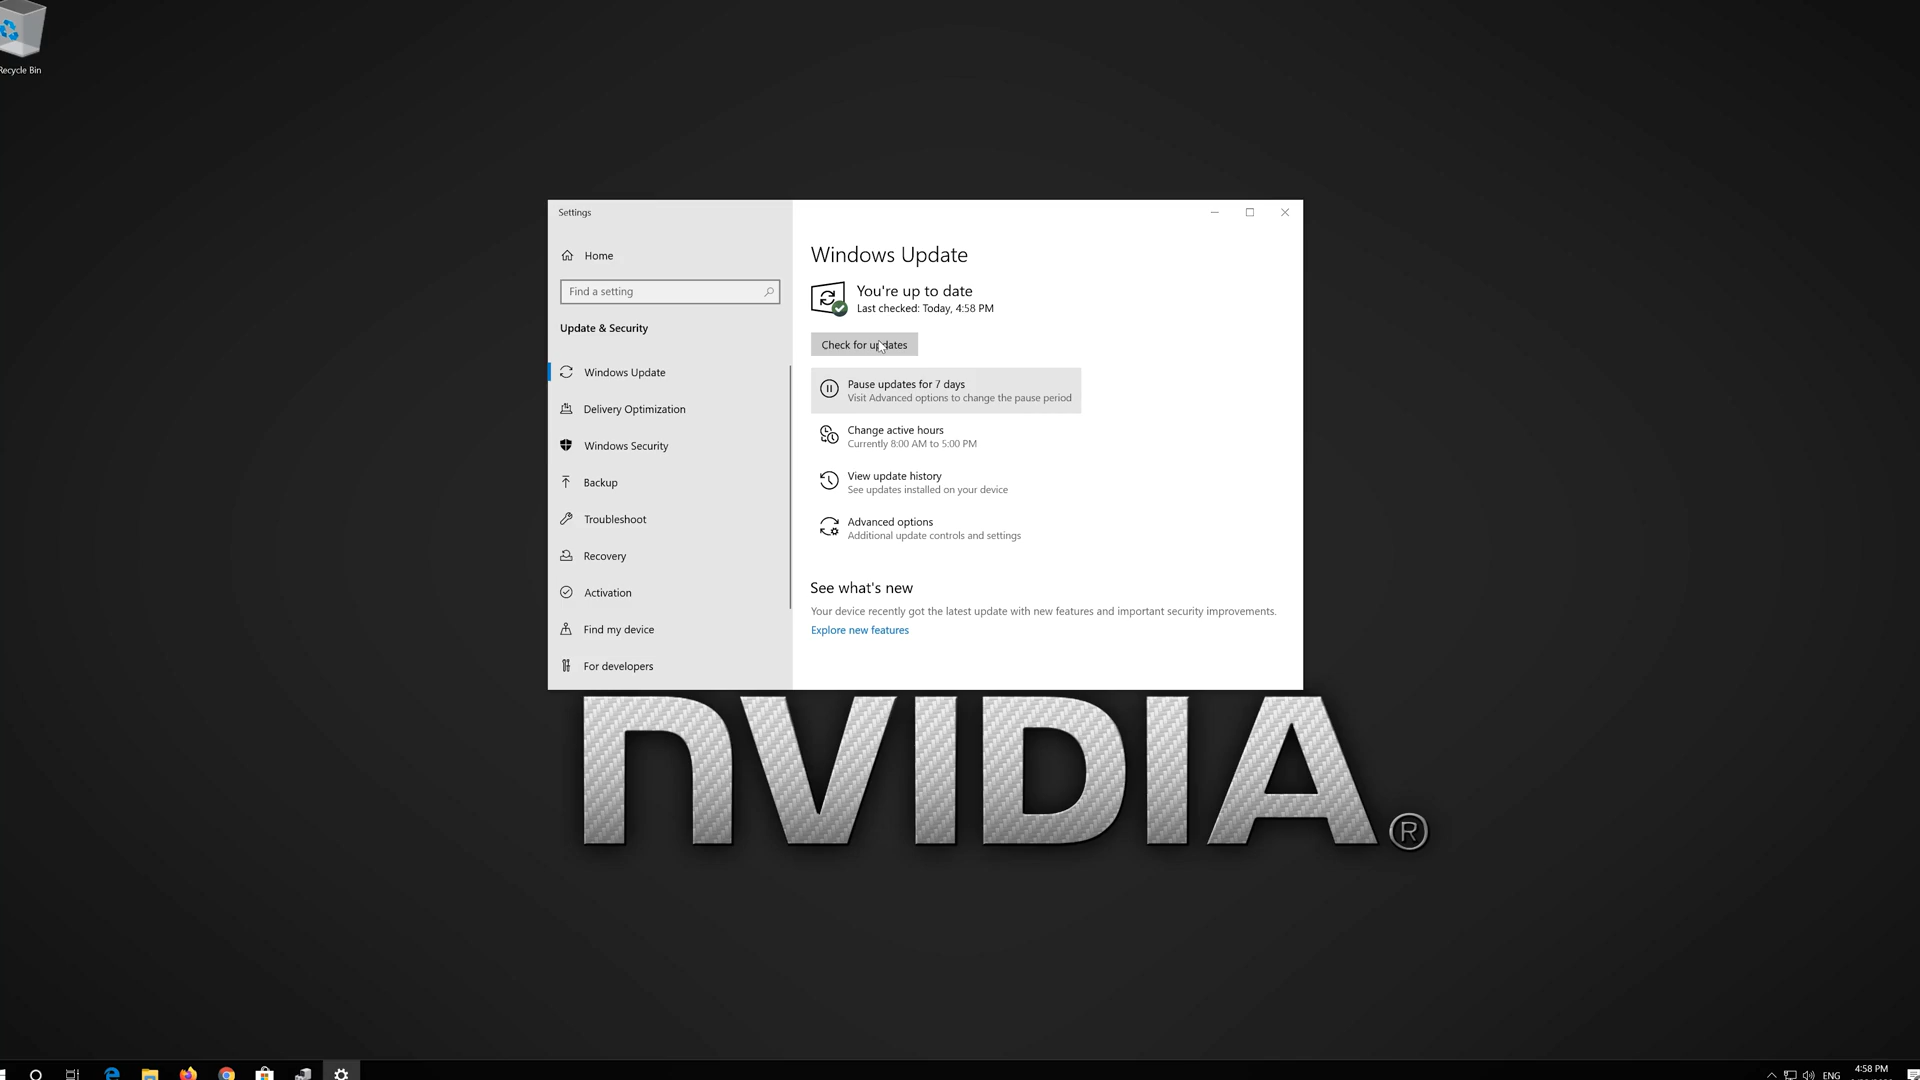 Recycle Bin
Settings
Home
Find a setting
Update & Security
Windows Update
Delivery Optimization
Windows Security
Backup
Troubleshoot
Recovery
Activation
Find my device
For developers
Windows Update
You're up to date
Last checked: Today, 4:58 PM
Check for updates
Pause updates for 7 days
Visit Advanced options to change the pause period
Change active hours
Currently 8:00 AM to 5:00 PM
View update history
See updates installed on your device
Advanced options
Additional update controls and settings
See what's new
Your device recently got the latest update with new features and important security improvements.
Explore new features
nVIDIA®
ENG
4:58 PM